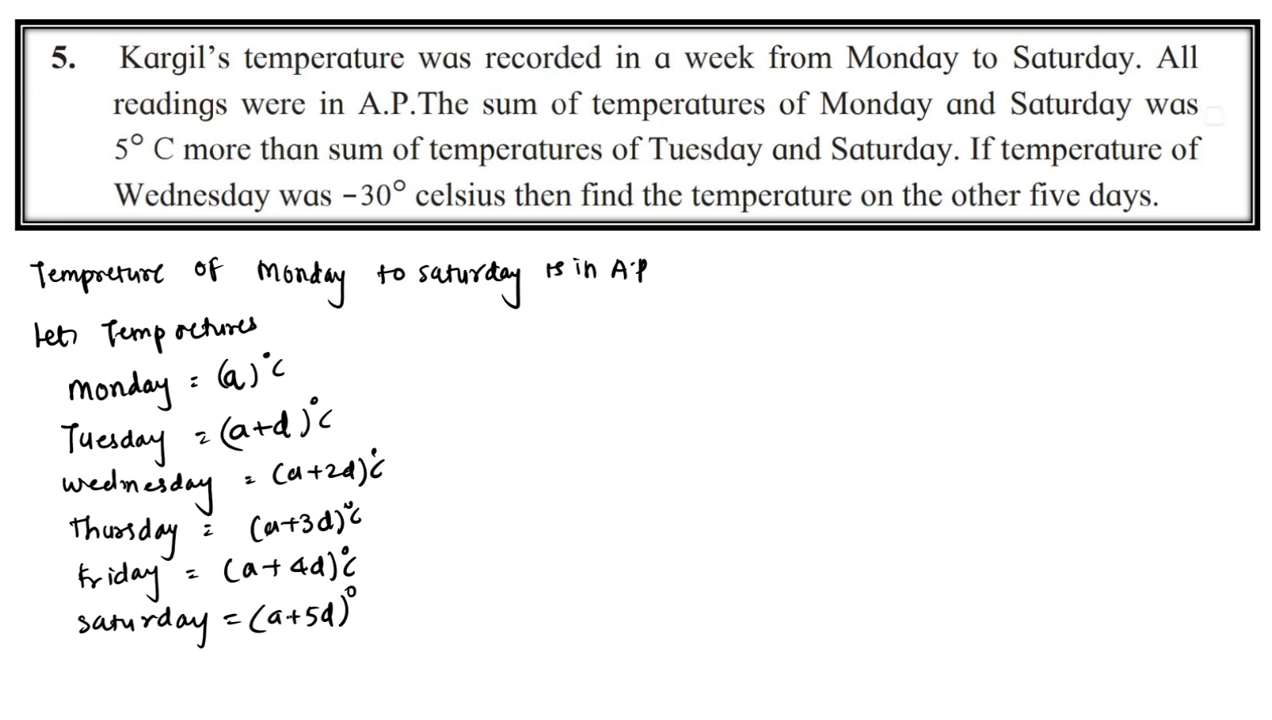 5. Kargil's temperature was recorded in a week from Monday to Saturday. All
readings were in A.P.The sum of temperatures of Monday and Saturday was
5° C more than sum of temperatures of Tuesday and Saturday. If temperature of
Wednesday was −30° celsius then find the temperature on the other five days.
Tempreture of Monday to saturday is in A.P
let, Tempretures
Monday = (a)°C
Tuesday = (a+d)°C
wednesday = (a+2d)°C
Thursday = (a+3d)°C
friday = (a+4d)°C
saturday = (a+5d)°